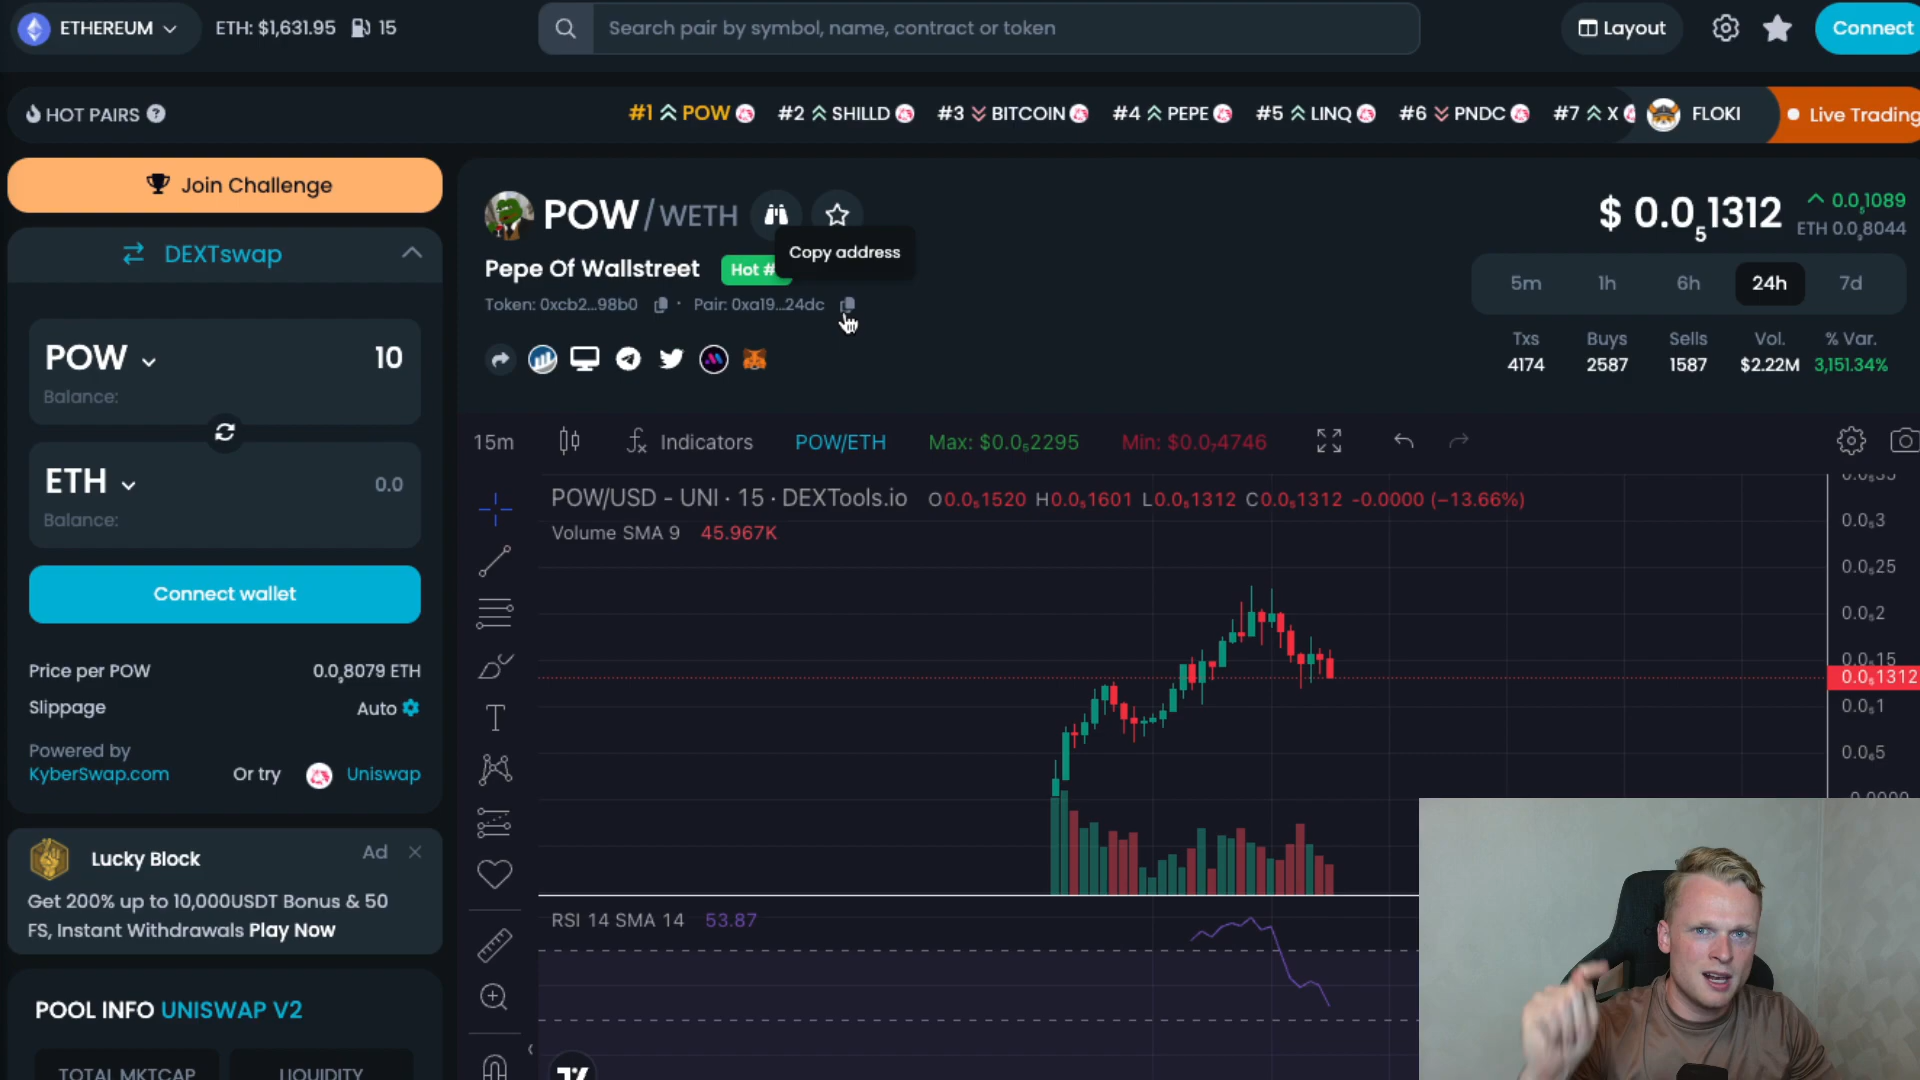 ETHEREUM ETH: $1,631.95 15
Search pair by symbol, name, contract or token
Layout
Connect
HOT PAIRS ?
#1 POW #2 SHILLD #3 BITCOIN #4 PEPE #5 LINQ #6 PNDC #7 X FLOKI
Live Trading
Join Challenge
DEXTswap
POW 10
Balance:
ETH 0.0
Balance:
Connect wallet
Price per POW 0.0₈8079 ETH
Slippage Auto
Powered by
KyberSwap.com Or try Uniswap
Lucky Block Ad
Get 200% up to 10,000USDT Bonus & 50
FS, Instant Withdrawals Play Now
POOL INFO UNISWAP V2
TOTAL MKTCAP LIQUIDITY
POW / WETH
Copy address
Pepe Of Wallstreet Hot #
Token: 0xcb2...98b0 · Pair: 0xa19...24dc
$ 0.0₅1312
ETH 0.0₈8044
5m 1h 6h 24h 7d
Txs Buys Sells Vol. % Var.
4174 2587 1587 $2.22M 3,151.34%
15m Indicators POW/ETH Max: $0.0₅2295 Min: $0.0₇4746
POW/USD - UNI · 15 · DEXTools.io O0.0₅1520 H0.0₅1601 L0.0₅1312 C0.0₅1312 -0.0000 (−13.66%)
Volume SMA 9 45.967K
0.0₅3
0.0₅25
0.0₅2
0.0₅15
0.0₅1312
0.0₅1
0.0₆5
RSI 14 SMA 14 53.87